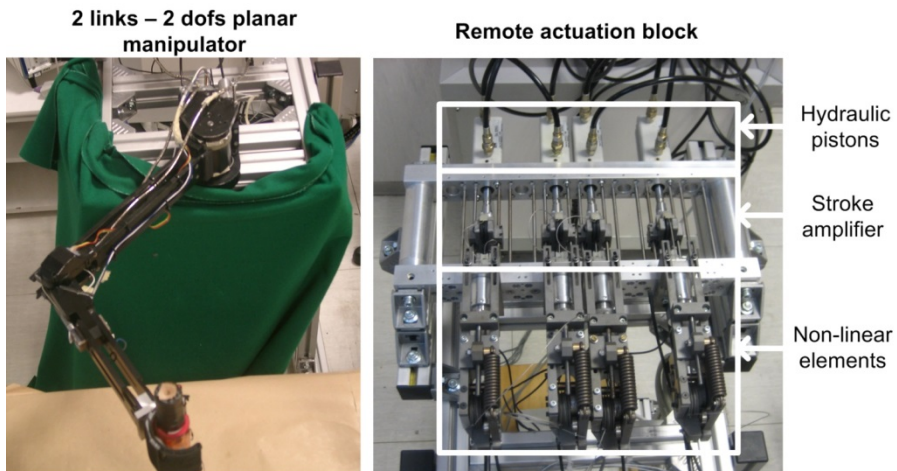 2 links – 2 dofs planar
manipulator
Remote actuation block
Hydraulic
pistons
Stroke
amplifier
Non-linear
elements